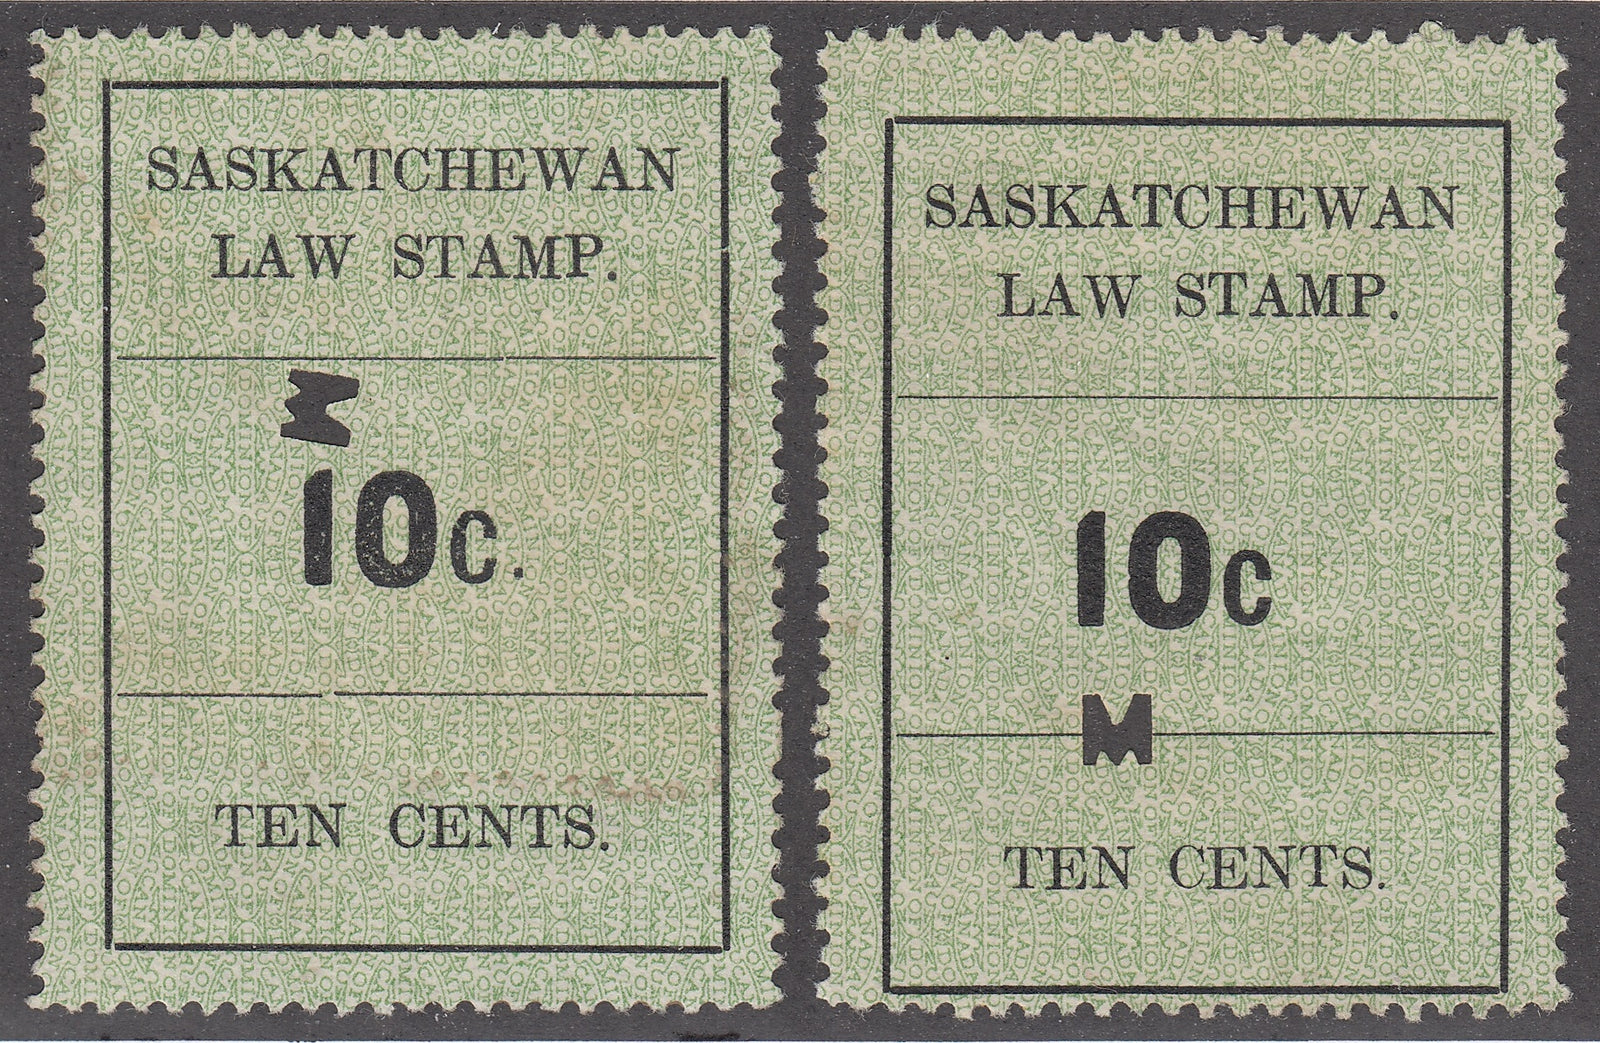 SASKATCHEWAN
LAW STAMP.
10c.
TEN CENTS.
SASKATCHEWAN
LAW STAMP.
10c
TEN CENTS.